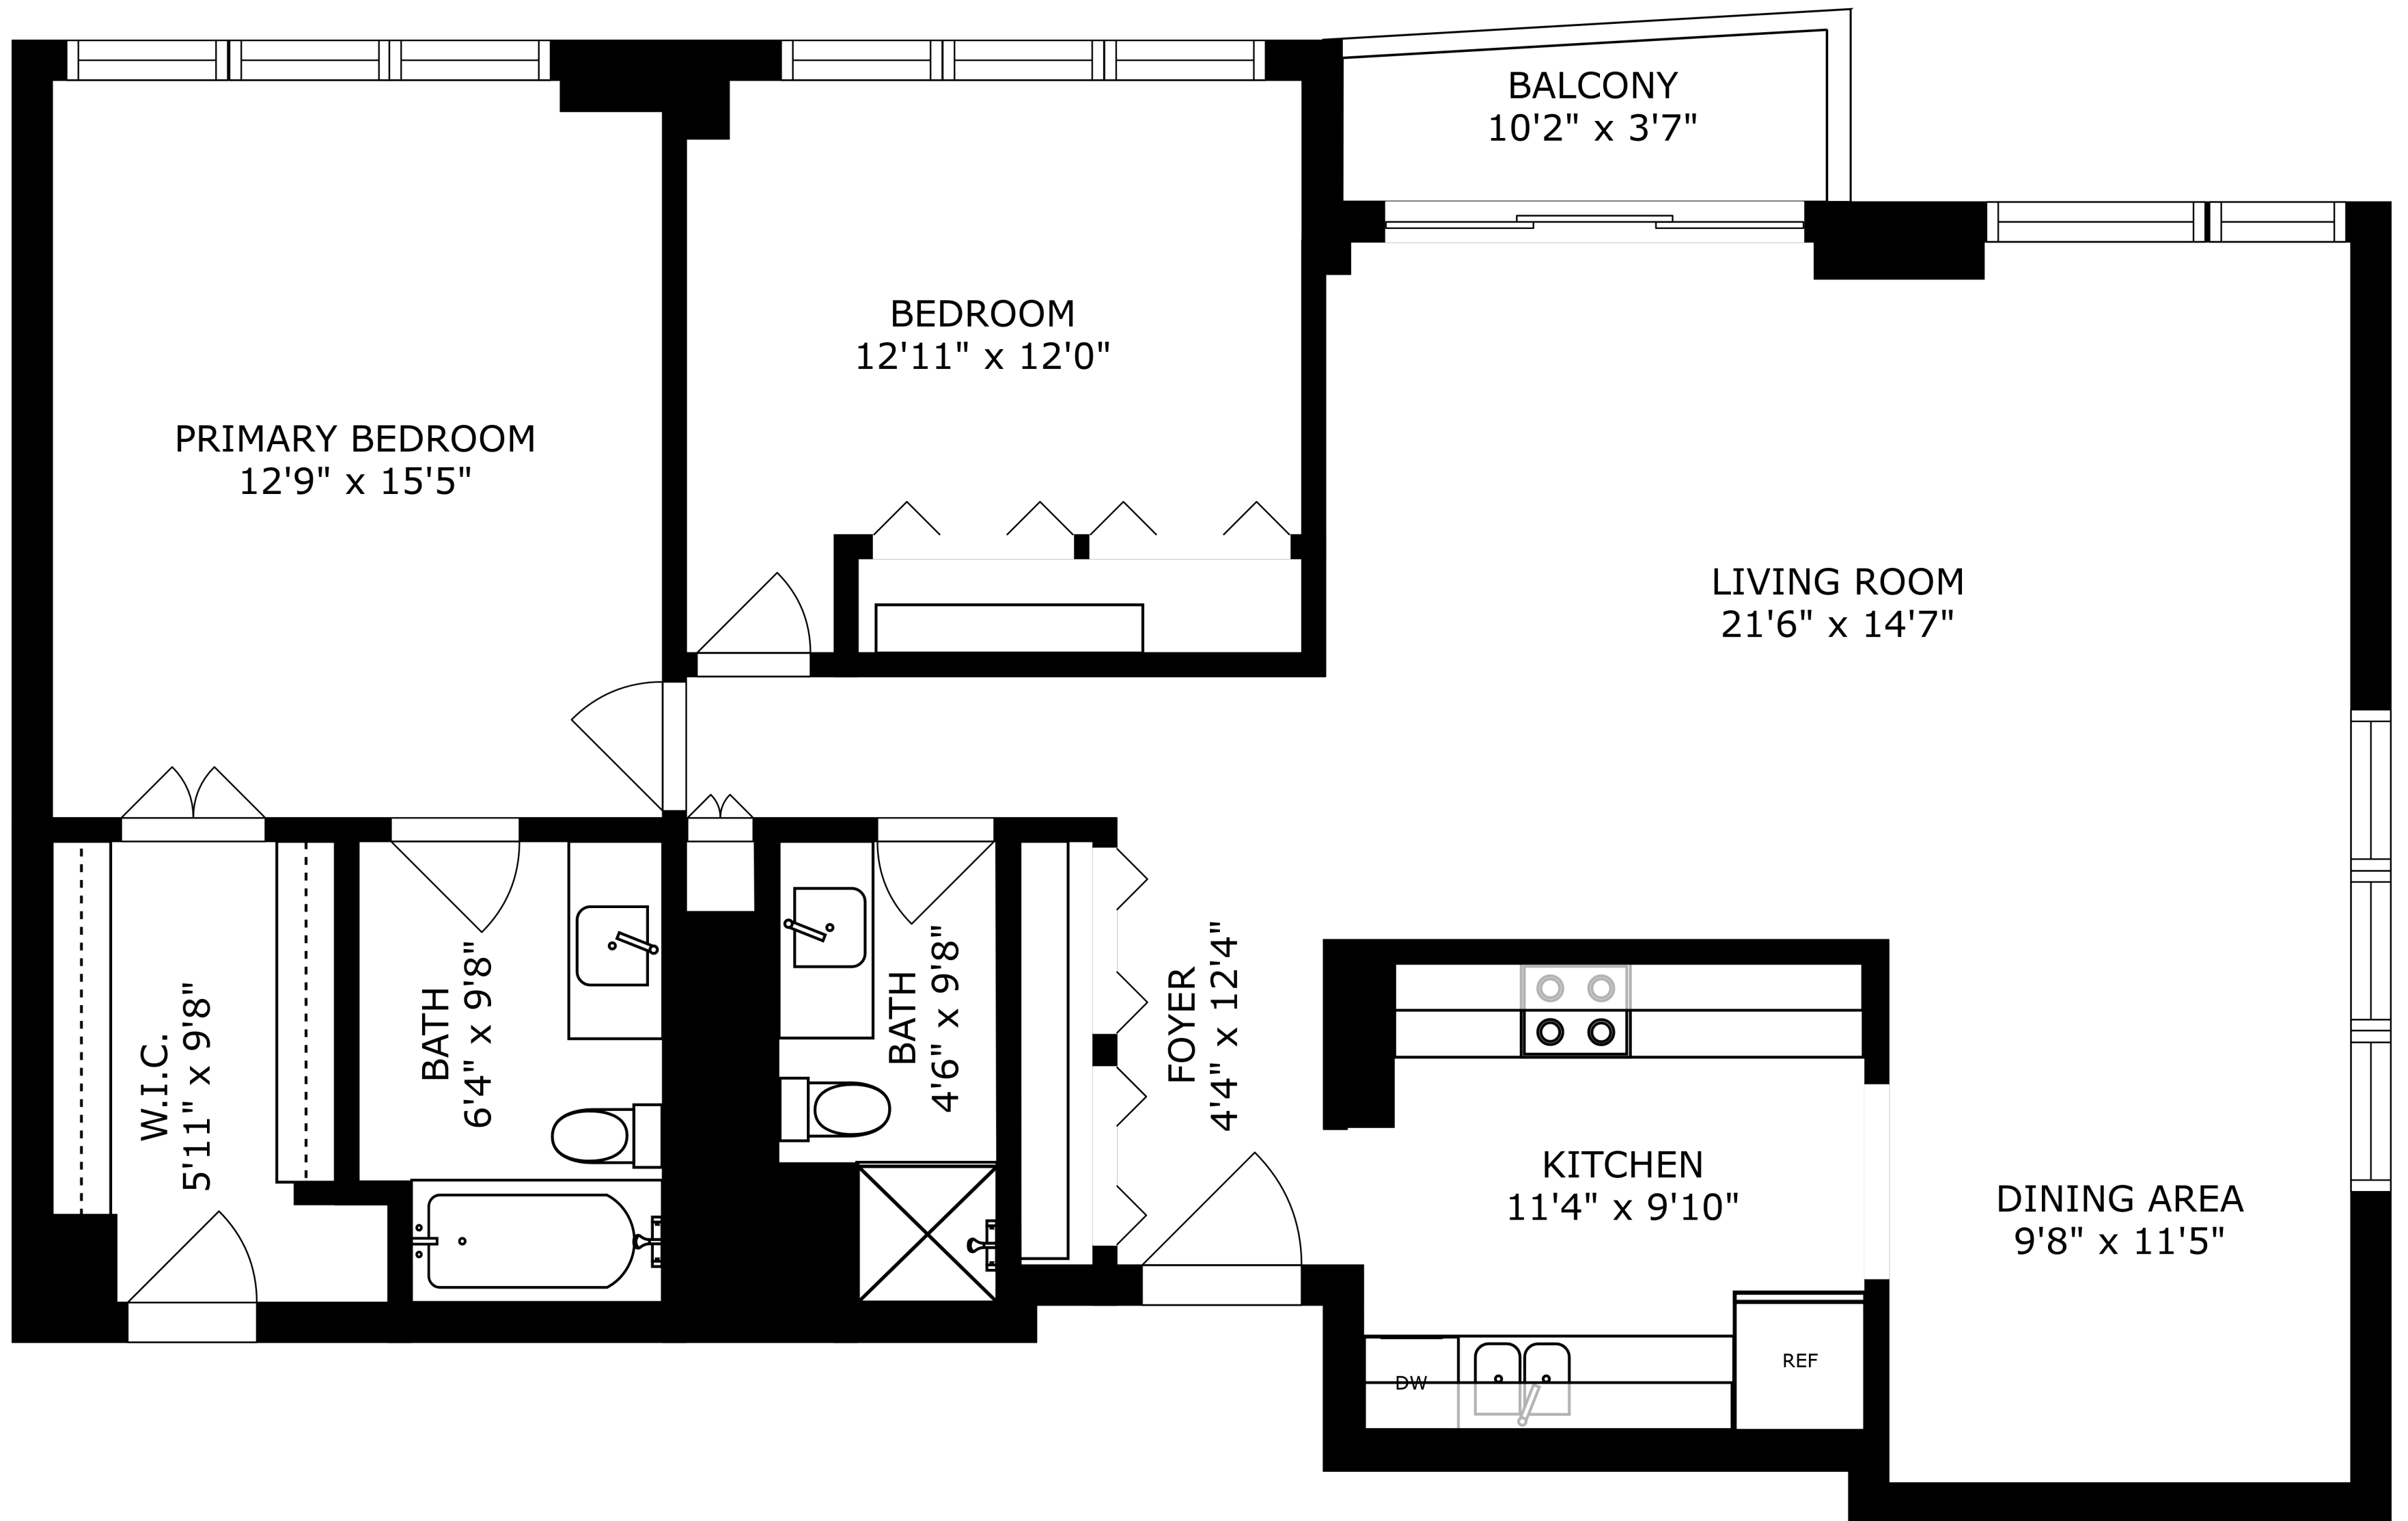 BALCONY
10'2" x 3'7"
BEDROOM
12'11" x 12'0"
PRIMARY BEDROOM
12'9" x 15'5"
LIVING ROOM
21'6" x 14'7"
W.I.C.
5'11" x 9'8"
BATH
6'4" x 9'8"
BATH
4'6" x 9'8"
FOYER
4'4" x 12'4"
KITCHEN
11'4" x 9'10"
DINING AREA
9'8" x 11'5"
DW
REF